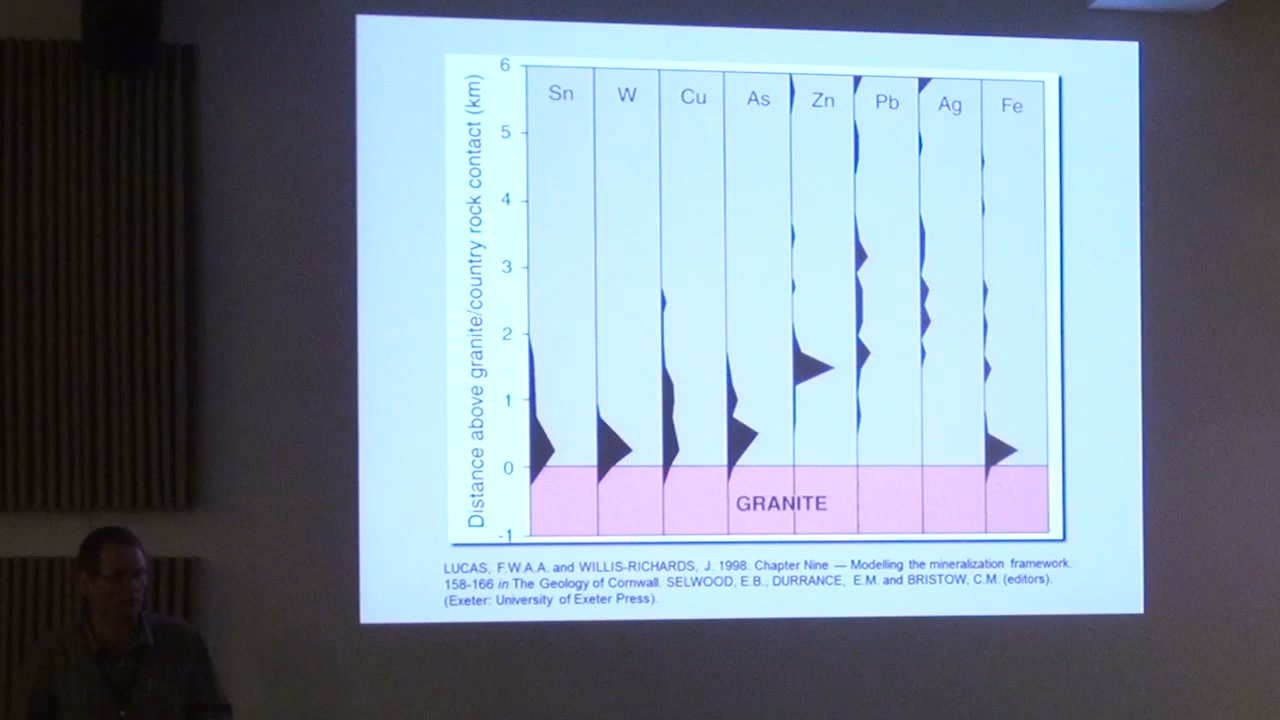 6
Sn W Cu As Zn Pb Ag Fe
5
4
3
2
1
0
-1
Distance above granite/country rock contact (km)
GRANITE
LUCAS, F.W.A.A. and WILLIS-RICHARDS, J. 1998. Chapter Nine — Modelling the mineralization framework.
158-166 in The Geology of Cornwall. SELWOOD, E.B., DURRANCE, E.M. and BRISTOW, C.M. (editors).
(Exeter: University of Exeter Press).